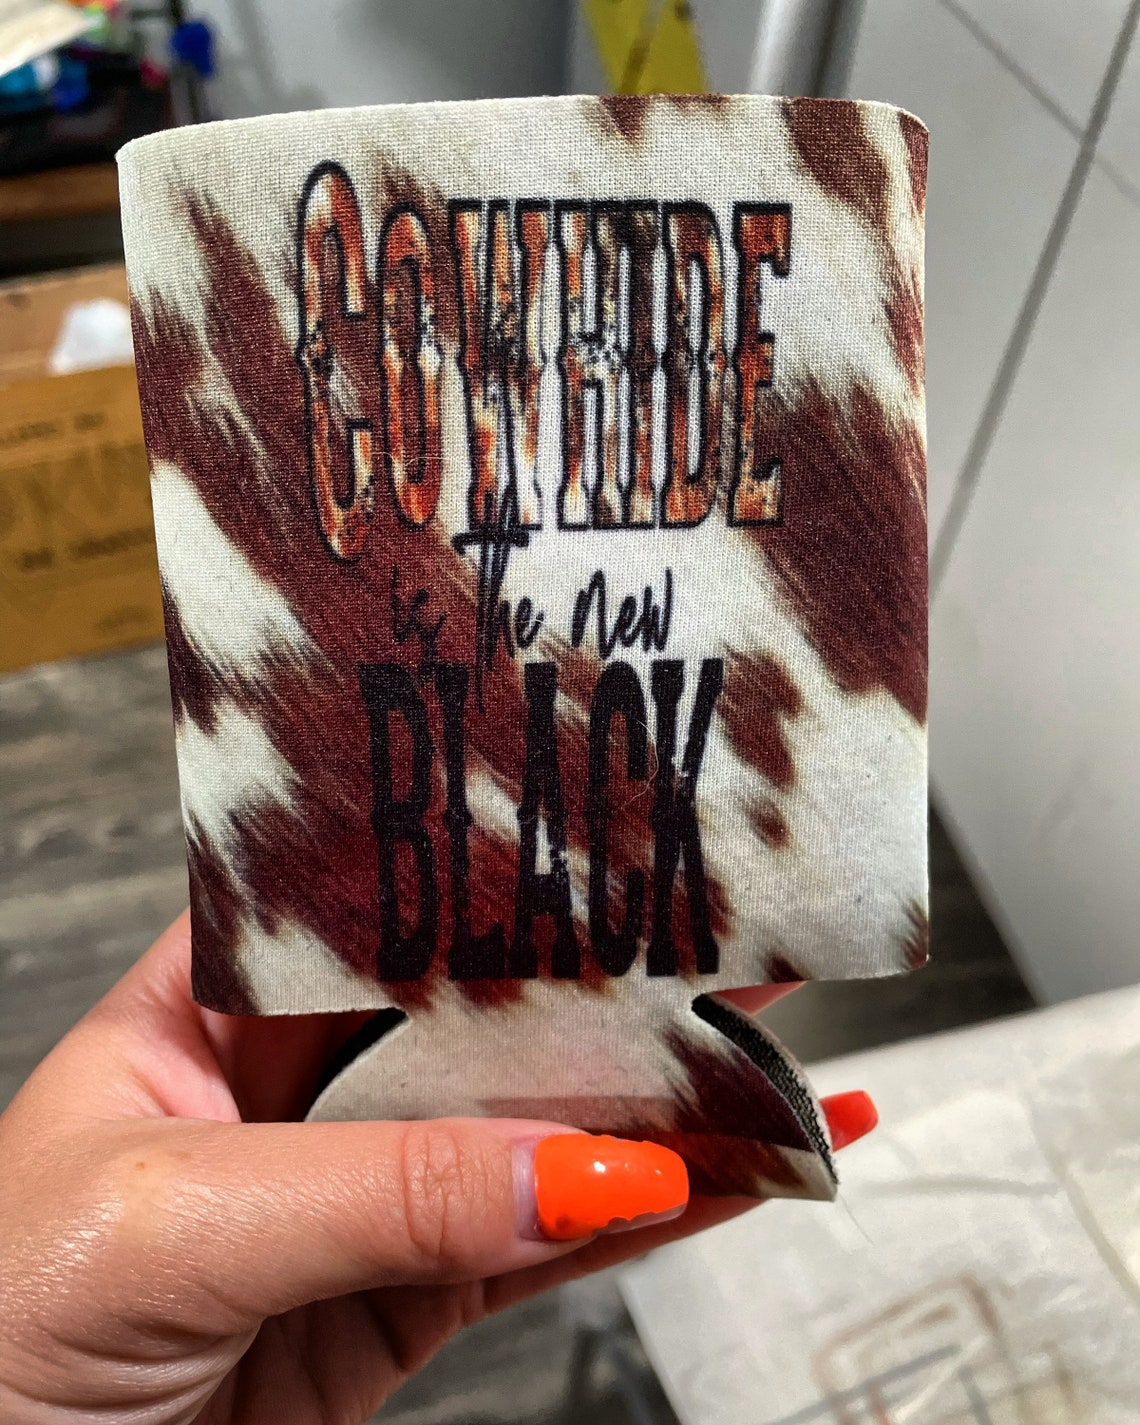 COWHIDE
is The New
BLACK